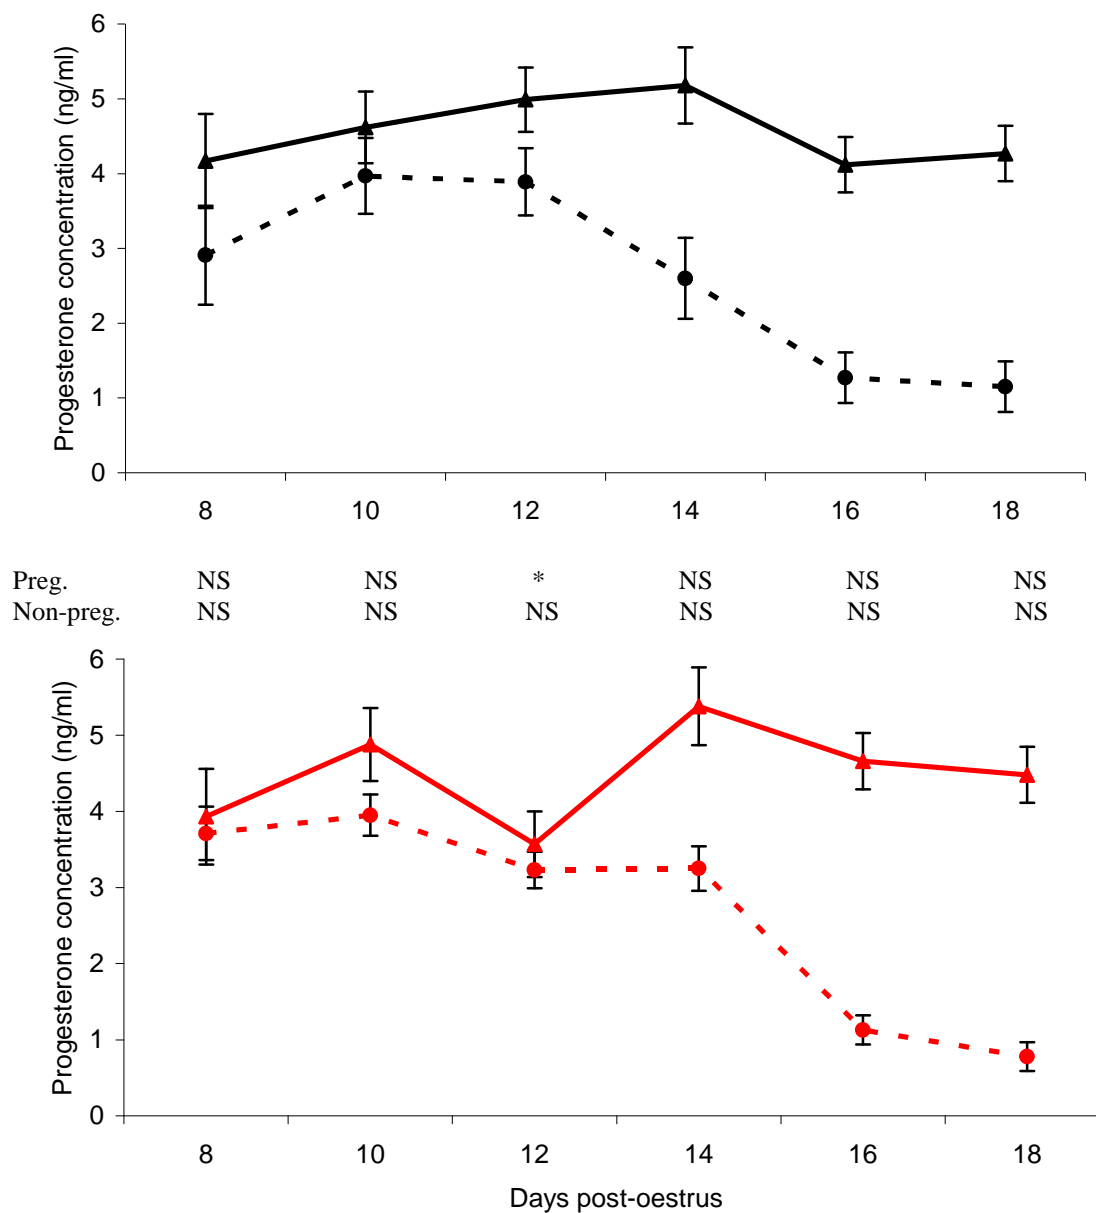 Progesterone concentration (ng/ml)
6
5
4
3
2
1
0
8 10 12 14 16 18
Preg. NS NS * NS NS NS
Non-preg. NS NS NS NS NS NS
Progesterone concentration (ng/ml)
6
5
4
3
2
1
0
8 10 12 14 16 18
Days post-oestrus